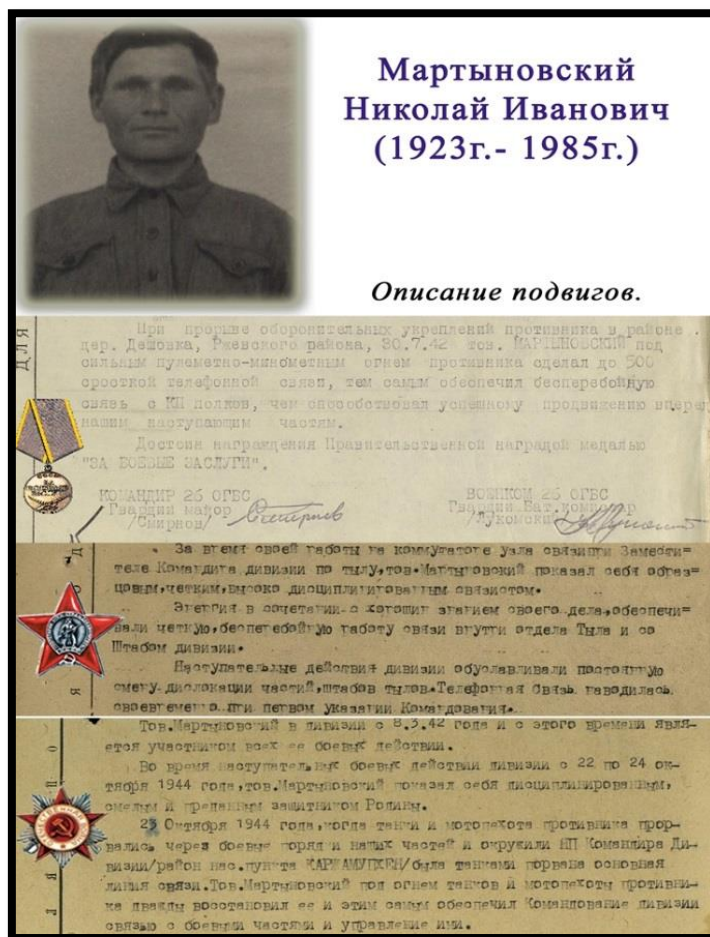 Мартыновский
Николай Иванович
(1923г.- 1985г.)
Описание подвигов.
ДЛЯ
При прорыве оборонительных укреплений противника в районе
дер. Дешовка, Ржевского района, 30.7.42 тов. МАРТЫНОВСКИЙ под
сильным пулеметно-минометным огнем противника сделал до 500
сросткой телефонной связи, тем самым обеспечил бесперебойную
связь с КП полков, чем способствовал успешному продвижению вперед
нашим наступающим частям.
Достоин награждения Правительственной наградой медалью
"ЗА БОЕВЫЕ ЗАСЛУГИ".
КОМАНДИР 26 ОГБС ВОЕНКОМ 26 ОГБС
Гвардии майор Гвардии Бат.комиссар
/Смирнов/ /Лукомский/
За время своей работы на коммутаторе узла связи при Замести=
теле Командира дивизии по тылу, тов.Мартыновский показал себя образ=
цовым,четким,высоко дисциплинированным связистом.
Энергия в сочетании с хорошим знанием своего дела,обеспечи=
вали четкую,бесперебойную работу связи внутри отдела Тыла и со
Штабом дивизии.
Наступательные действия дивизии обуславливали постоянную
смену дислокации частей,штабов тылов.Телефонная Связь наводилась
своевременно при первом указании Командования.
Тов.Мартыновский в дивизии с 8.3.42 года и с этого времени явля-
ется участником всех ее боевых действии.
Во время наступательных боевых действии дивизии с 22 по 24 ок-
тября 1944 года,тов.Мартыновский показал себя дисциплинированным,
смелым и преданным защитником Родины.
23 Октября 1944 года,когда танки и мотопехота противника прор-
вались через боевые порядки наших частей и окружили НП Командира Ди-
визии/район нас.пункта /была танками порвана основная
линия связи.Тов.Мартыновский под огнем танков и мотопехоты противни-
ка дважды восстановил ее и этим самым обеспечил Командование дивизии
связью с боевыми частями и управление ими.